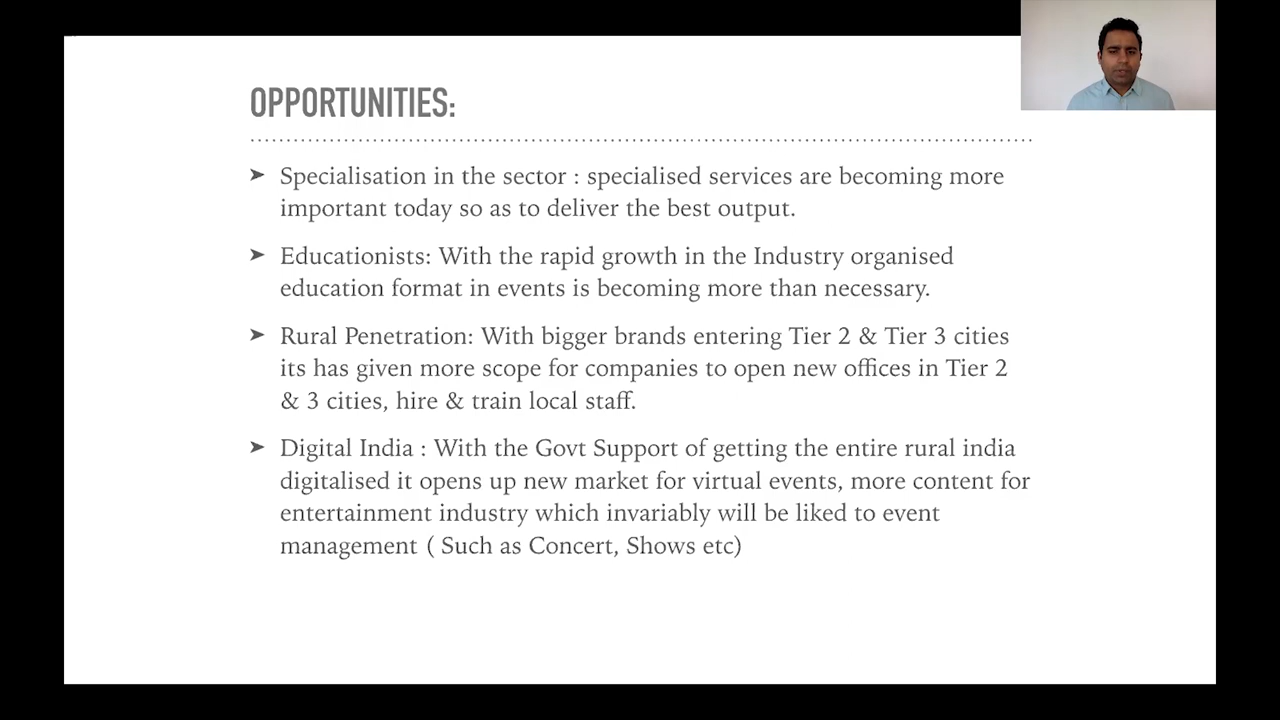 OPPORTUNITIES:
➤ Specialisation in the sector : specialised services are becoming more
important today so as to deliver the best output.
➤ Educationists: With the rapid growth in the Industry organised
education format in events is becoming more than necessary.
➤ Rural Penetration: With bigger brands entering Tier 2 & Tier 3 cities
its has given more scope for companies to open new offices in Tier 2
& 3 cities, hire & train local staff.
➤ Digital India : With the Govt Support of getting the entire rural india
digitalised it opens up new market for virtual events, more content for
entertainment industry which invariably will be liked to event
management ( Such as Concert, Shows etc)